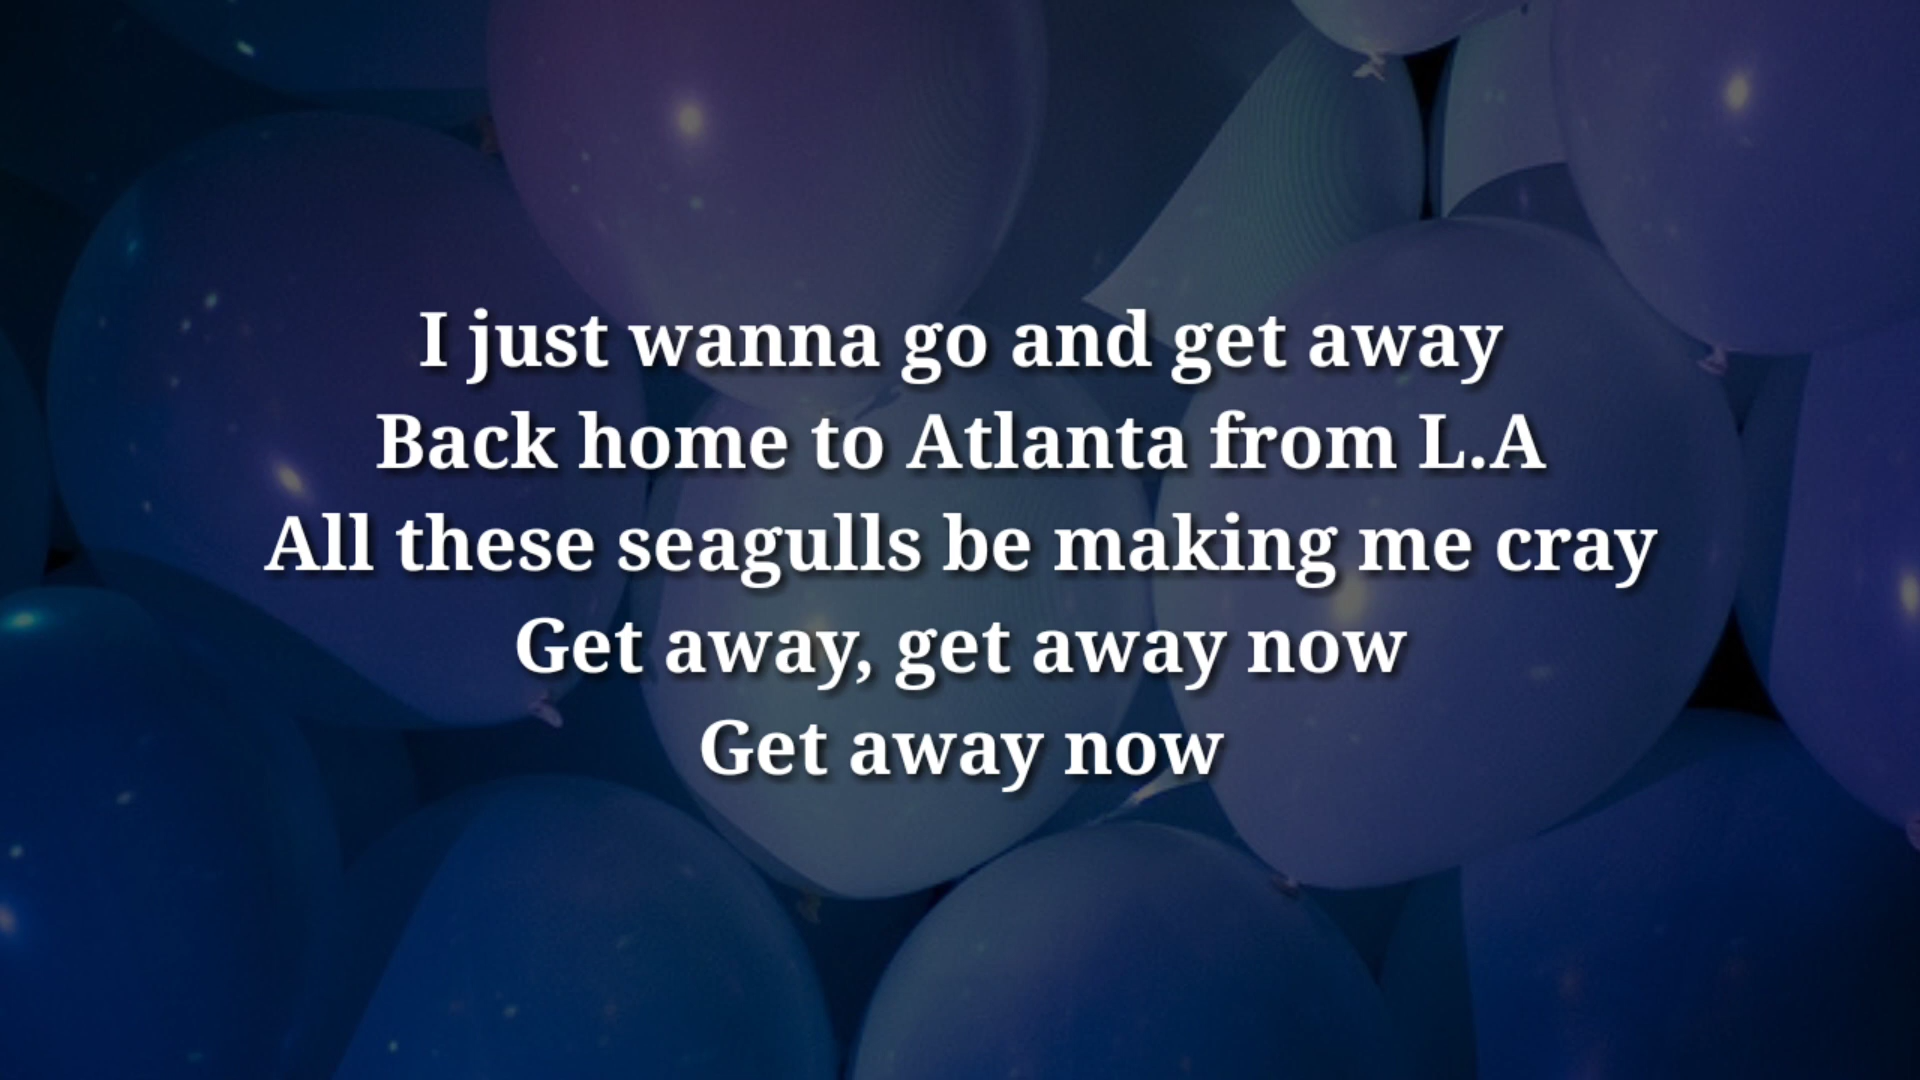 I just wanna go and get away
Back home to Atlanta from L.A
All these seagulls be making me cray
Get away, get away now
Get away now